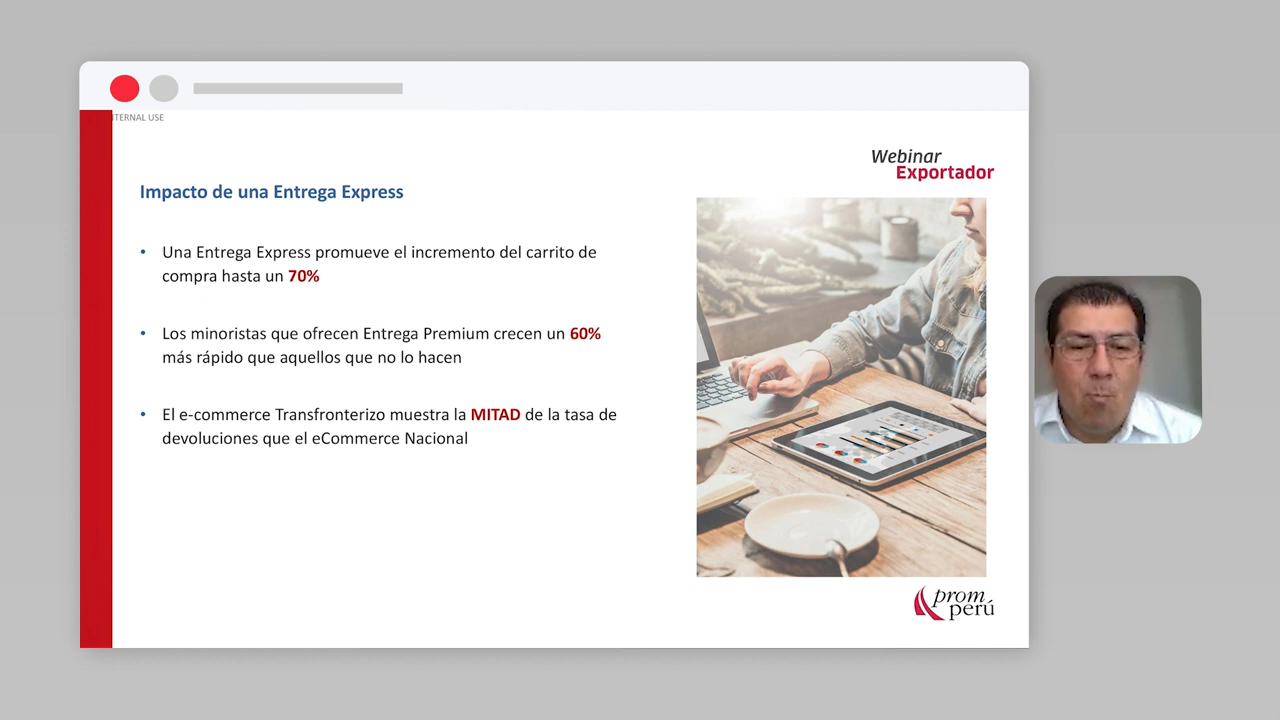 TERNAL USE
Webinar
Exportador
Impacto de una Entrega Express
• Una Entrega Express promueve el incremento del carrito de
compra hasta un 70%
• Los minoristas que ofrecen Entrega Premium crecen un 60%
más rápido que aquellos que no lo hacen
• El e-commerce Transfronterizo muestra la MITAD de la tasa de
devoluciones que el eCommerce Nacional
prom
perú